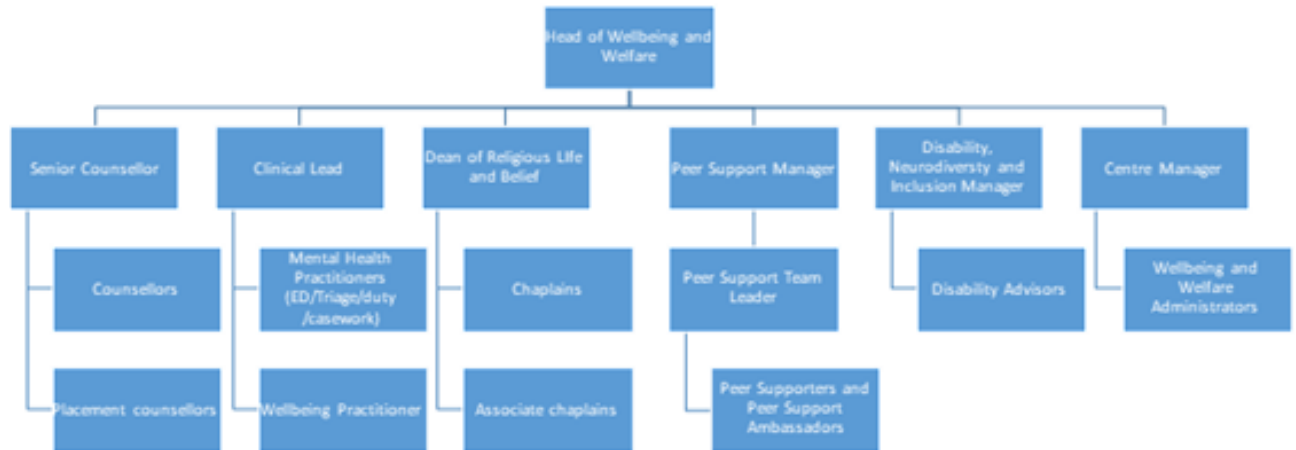 Head of Wellbeing and
Welfare
Senior Counsellor
Clinical Lead
Dean of Religious LIfe
and Belief
Peer Support Manager
Disability,
Neurodiversty and
Inclusion Manager
Centre Manager
Counsellors
Mental Health
Practitioners
(ED/Triage/duty
/casework)
Chaplains
Peer Support Team
Leader
Disability Advisors
Wellbeing and
Welfare
Administrators
Placement counsellors
Wellbeing Practitioner
Associate chaplains
Peer Supporters and
Peer Support
Ambassadors